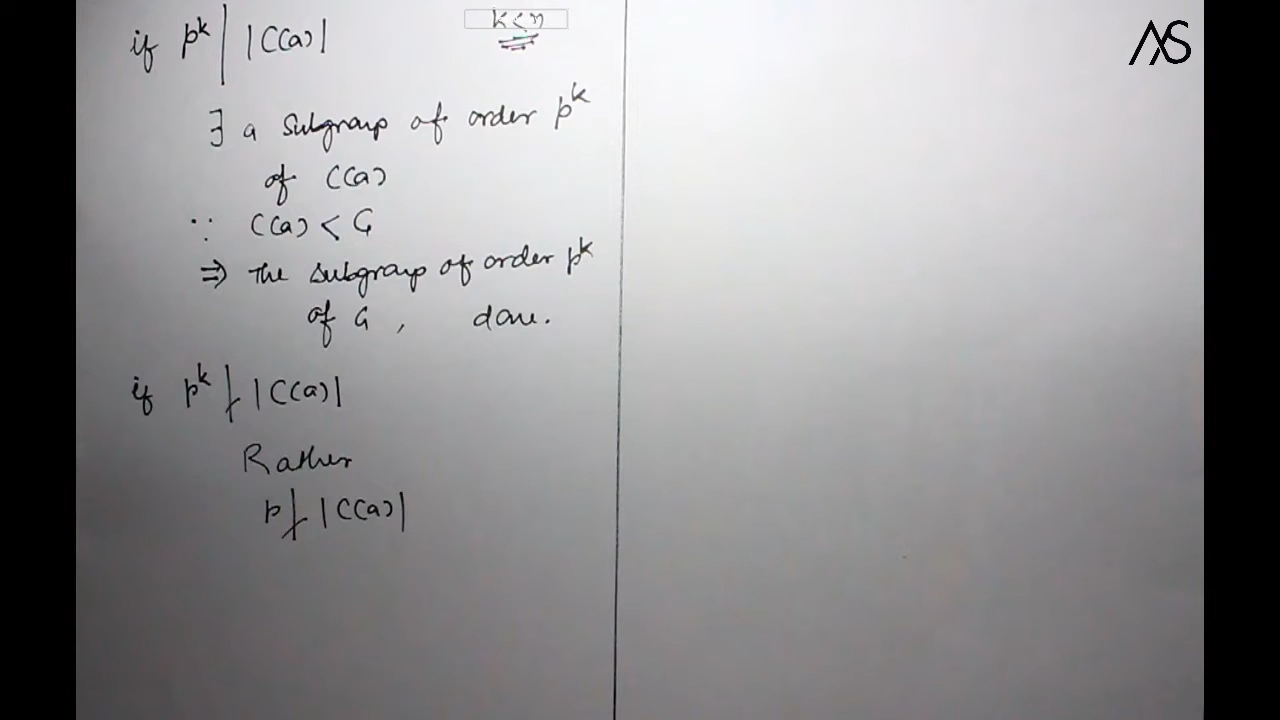 if p^k | |C(a)|
k<n
∃ a subgroup of order p^k
of C(a)
∵ C(a) < G
⇒ the subgroup of order p^k
of G , done.
if p^k ∤ |C(a)|
Rather
p ∤ |C(a)|
AS